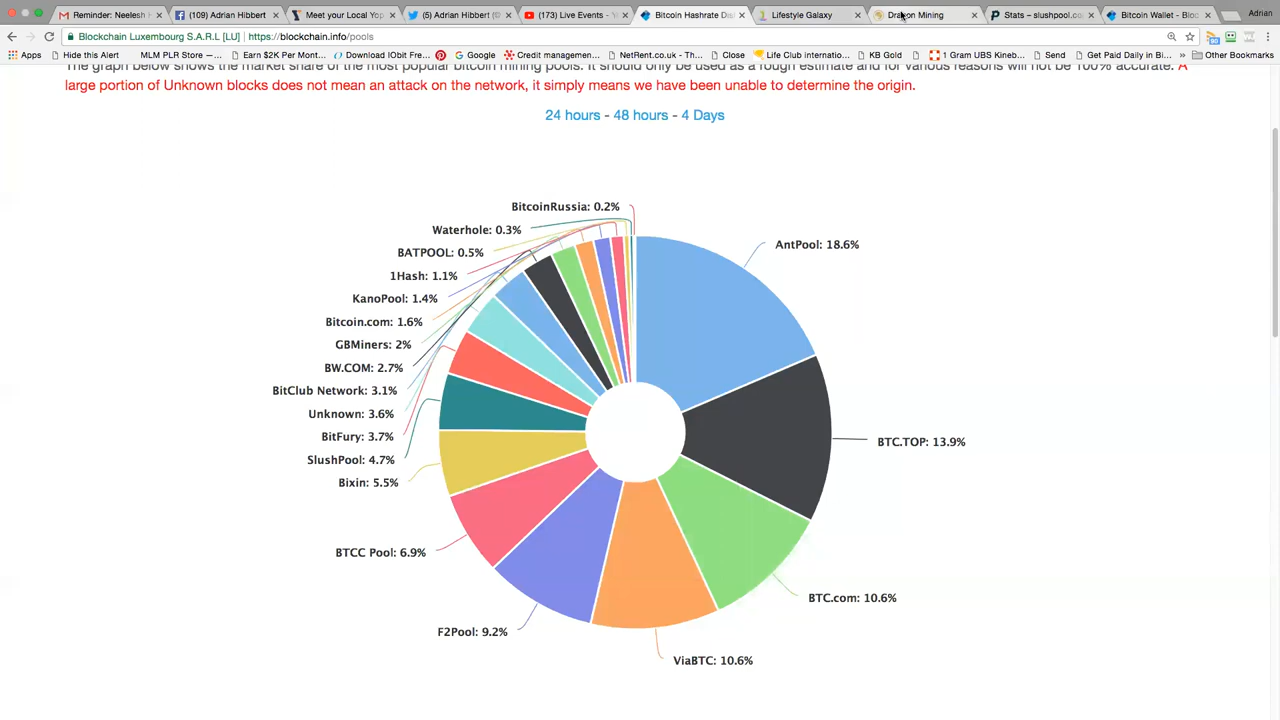 Reminder: Neelesh H
(109) Adrian Hibbert
Meet your Local Yop
(5) Adrian Hibbert (
(173) Live Events - Y
Bitcoin Hashrate Di
Lifestyle Galaxy
Dragon Mining
Stats – slushpool.co
Bitcoin Wallet - Bloc
Adrian
Blockchain Luxembourg S.A.R.L [LU] https://blockchain.info/pools
Apps Hide this Alert MLM PLR Store — Earn $2K Per Mont... Download IObit Fre... Google Credit managemen... NetRent.co.uk - Th... Close Life Club internatio... KB Gold 1 Gram UBS Kineb... Send Get Paid Daily in Bi... Other Bookmarks
The graph below shows the market share of the most popular bitcoin mining pools. It should only be used as a rough estimate and for various reasons will not be 100% accurate. A
large portion of Unknown blocks does not mean an attack on the network, it simply means we have been unable to determine the origin.
24 hours - 48 hours - 4 Days
BitcoinRussia: 0.2%
Waterhole: 0.3%
BATPOOL: 0.5%
1Hash: 1.1%
KanoPool: 1.4%
Bitcoin.com: 1.6%
GBMiners: 2%
BW.COM: 2.7%
BitClub Network: 3.1%
Unknown: 3.6%
BitFury: 3.7%
SlushPool: 4.7%
Bixin: 5.5%
BTCC Pool: 6.9%
F2Pool: 9.2%
ViaBTC: 10.6%
BTC.com: 10.6%
BTC.TOP: 13.9%
AntPool: 18.6%